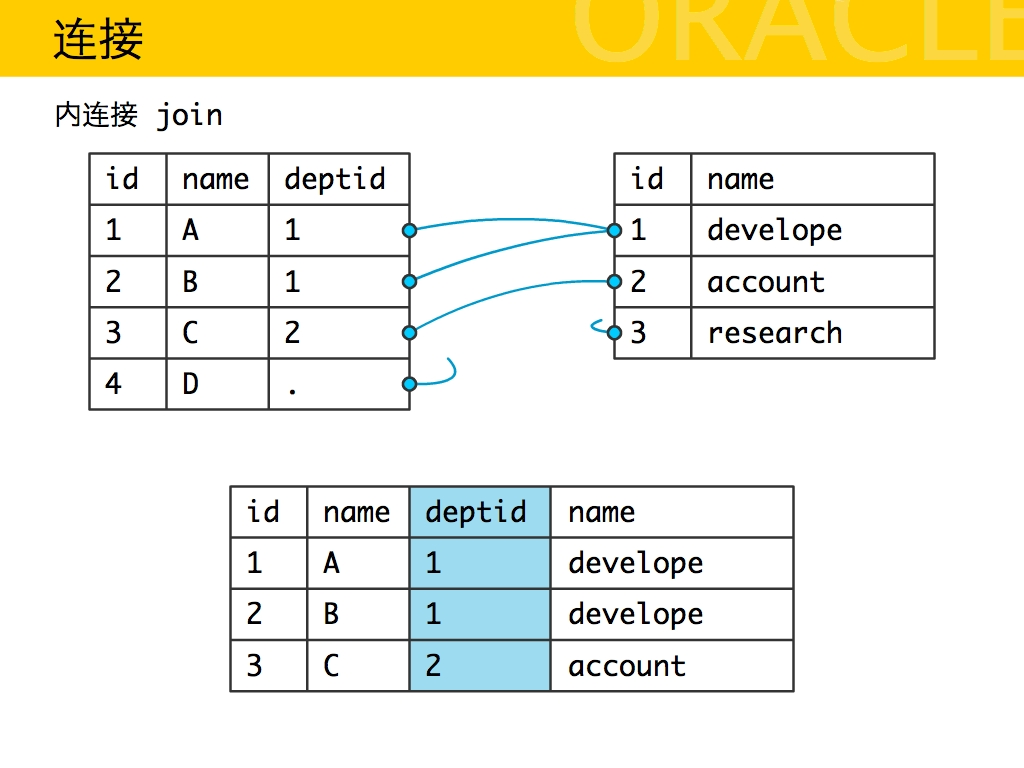 ORACLE
连接
内连接 join
id name deptid
1 A 1
2 B 1
3 C 2
4 D .
id name
1 develope
2 account
3 research
id name deptid name
1 A 1 develope
2 B 1 develope
3 C 2 account